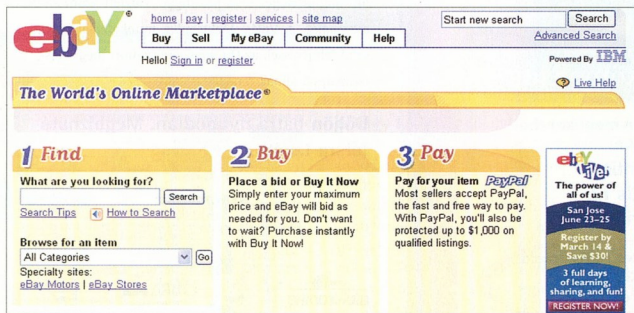 ebaY®
home | pay | register | services | site map
Start new search Search
Buy Sell My eBay Community Help
Advanced Search
Hello! Sign in or register.
Powered By IBM
Live Help
The World's Online Marketplace®
1 Find
What are you looking for?
Search
Search Tips How to Search
Browse for an item
All Categories Go
Specialty sites:
eBay Motors | eBay Stores
2 Buy
Place a bid or Buy It Now
Simply enter your maximum
price and eBay will bid as
needed for you. Don't want
to wait? Purchase instantly
with Buy It Now!
3 Pay
Pay for your item PayPal
Most sellers accept PayPal,
the fast and free way to pay.
With PayPal, you'll also be
protected up to $1,000 on
qualified listings.
ebaY
Live!
The power of
all of us!
San Jose
June 23-25
Register by
March 14 &
Save $30!
3 full days
of learning,
sharing, and fun!
REGISTER NOW!